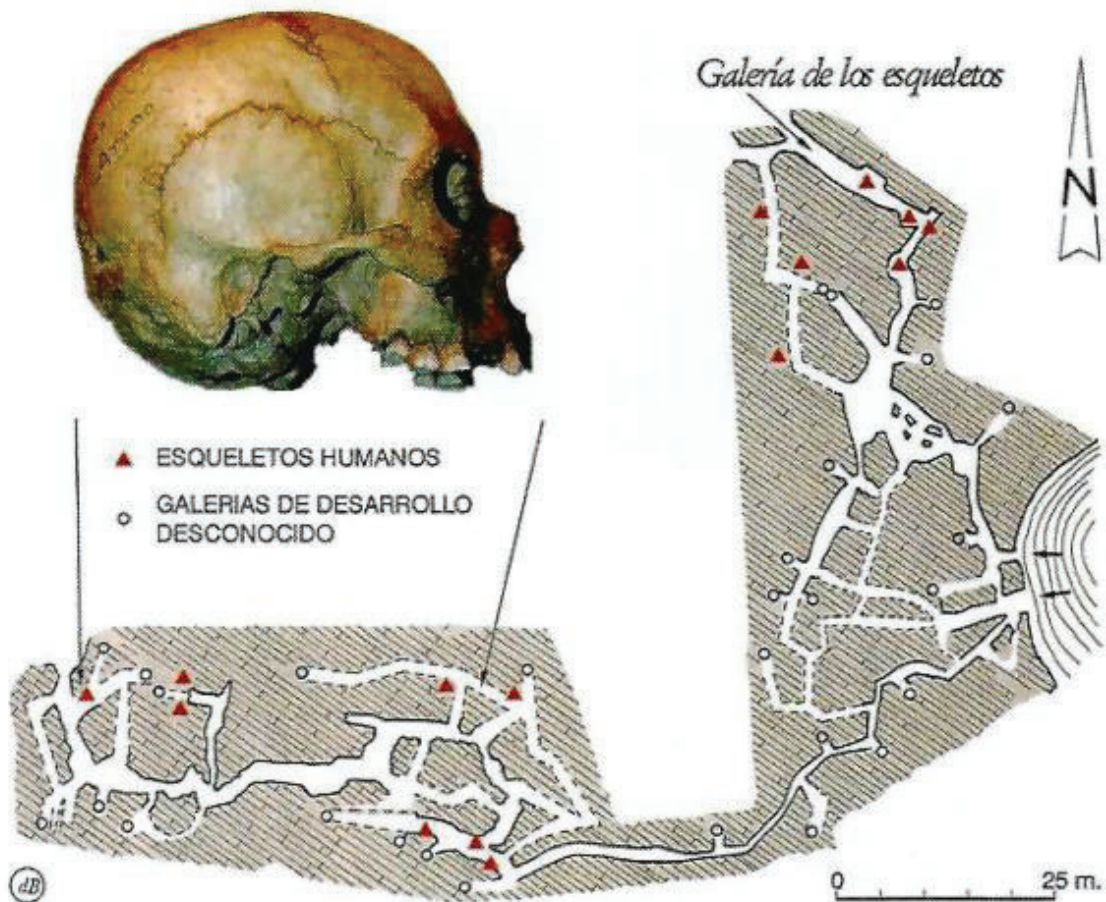 Galería de los esqueletos
N
ESQUELETOS HUMANOS
GALERIAS DE DESARROLLO
DESCONOCIDO
dB
0 25 m.